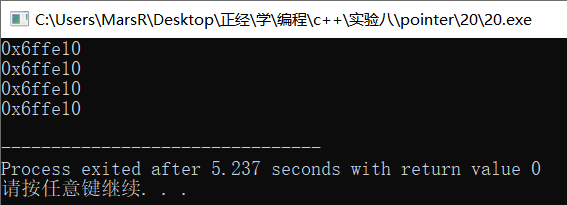 C:\Users\MarsR\Desktop\正经\学\编程\c++\实验八\pointer\20\20.exe
0x6ffe10
0x6ffe10
0x6ffe10
0x6ffe10
--------------------------------
Process exited after 5.237 seconds with return value 0
请按任意键继续. . .